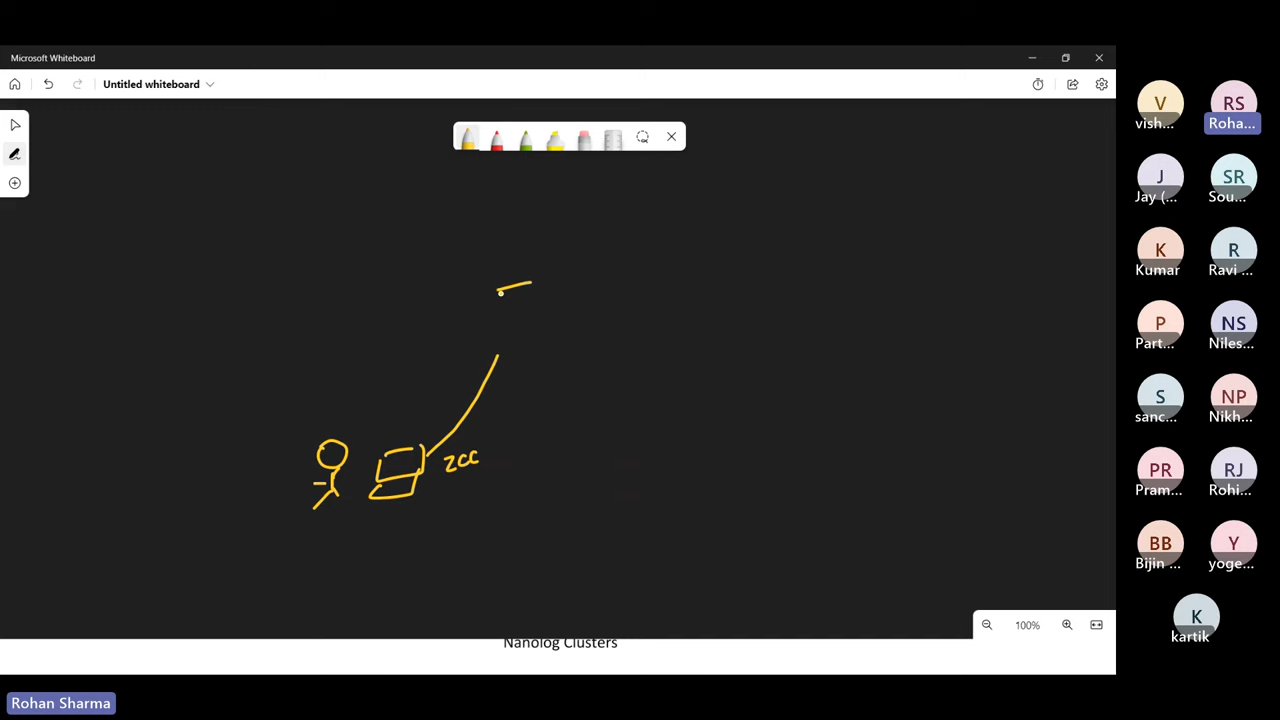 Microsoft Whiteboard
Untitled whiteboard
zcc
100%
Nanolog Clusters
Rohan Sharma
V
vish...
RS
Roha...
J
Jay (...
SR
Sou...
K
Kumar
R
Ravi ...
P
Part...
NS
Niles...
S
sanc...
NP
Nikh...
PR
Pram...
RJ
Rohi...
BB
Bijin ...
Y
yoge...
K
kartik